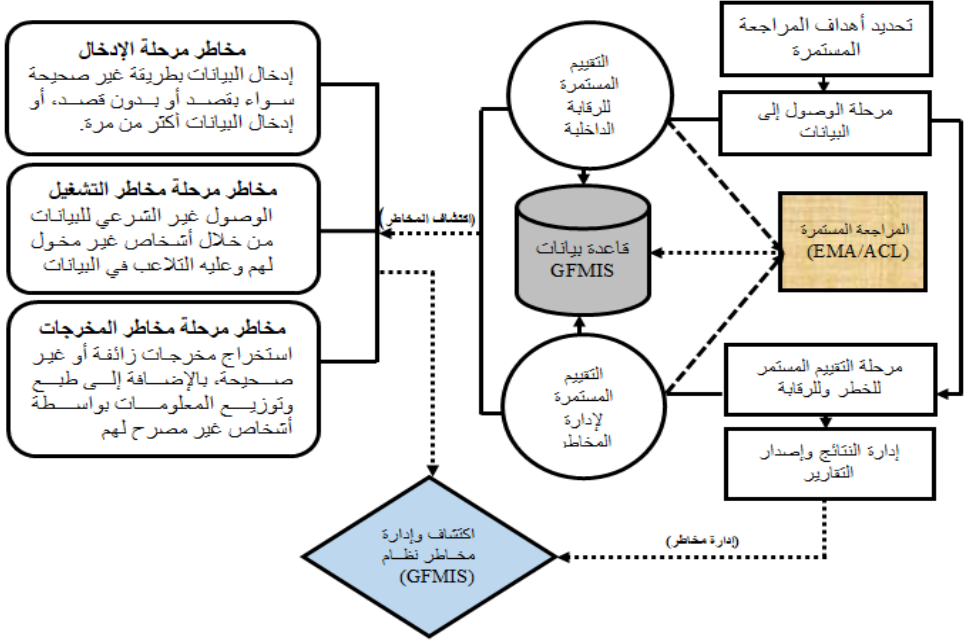 تحديد أهداف المراجعة
المستمرة
مرحلة الوصول إلى
البيانات
المراجعة المستمرة
(EMA/ACL)
مرحلة التقييم المستمر
للخطر وللرقابة
إدارة النتائج وإصدار
التقارير
(إدارة مخاطر)
التقييم
المستمرة
للرقابة
الداخلية
قاعدة بيانات
GFMIS
التقييم
المستمرة
لإدارة
المخاطر
(اكتشاف المخاطر)
مخاطر مرحلة الإدخال
إدخال البيانات بطريقة غير صحيحة
سواء بقصد أو بدون قصد، أو
إدخال البيانات أكثر من مرة.
مخاطر مرحلة مخاطر التشغيل
الوصول غير الشرعي للبيانات
من خلال أشخاص غير مخول
لهم وعليه التلاعب في البيانات
مخاطر مرحلة مخاطر المخرجات
استخراج مخرجات زائفة أو غير
صحيحة، بالإضافة إلى طبع
وتوزيع المعلومات بواسطة
أشخاص غير مصرح لهم
اكتشاف وإدارة
مخاطر نظام
(GFMIS)